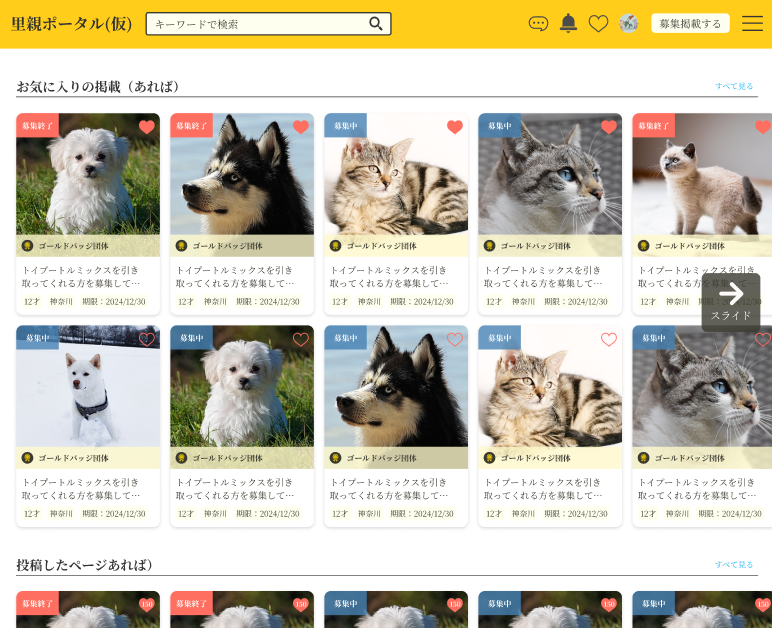 里親ポータル(仮)
キーワードで検索
募集掲載する
お気に入りの掲載（あれば）
すべて見る
募集終了
募集終了
募集中
募集中
募集終了
ゴールドバッジ団体
ゴールドバッジ団体
ゴールドバッジ団体
ゴールドバッジ団体
ゴールドバッジ団体
トイプードルミックスを引き
取ってくれる方を募集して…
12才 神奈川 期限：2024/12/30
トイプードルミックスを引き
取ってくれる方を募集して…
12才 神奈川 期限：2024/12/30
トイプードルミックスを引き
取ってくれる方を募集して…
12才 神奈川 期限：2024/12/30
トイプードルミックスを引き
取ってくれる方を募集して…
12才 神奈川 期限：2024/12/30
トイプードルミックスを引き
取ってくれる方を募集して…
12才 神奈川 期限：2024/12/30
スライド
募集中
募集中
募集中
募集中
募集中
ゴールドバッジ団体
ゴールドバッジ団体
ゴールドバッジ団体
ゴールドバッジ団体
ゴールドバッジ団体
トイプードルミックスを引き
取ってくれる方を募集して…
12才 神奈川 期限：2024/12/30
トイプードルミックスを引き
取ってくれる方を募集して…
12才 神奈川 期限：2024/12/30
トイプードルミックスを引き
取ってくれる方を募集して…
12才 神奈川 期限：2024/12/30
トイプードルミックスを引き
取ってくれる方を募集して…
12才 神奈川 期限：2024/12/30
トイプードルミックスを引き
取ってくれる方を募集して…
12才 神奈川 期限：2024/12/30
投稿したページあれば）
すべて見る
募集終了
150
募集終了
150
募集中
150
募集中
150
募集中
150